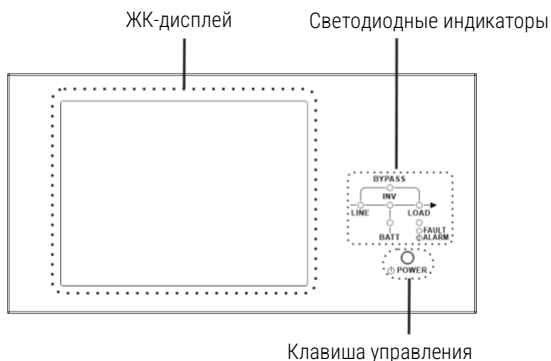 ЖК-дисплей
Светодиодные индикаторы
BYPASS
INV
LINE
LOAD
BATT
FAULT
ALARM
POWER
Клавиша управления